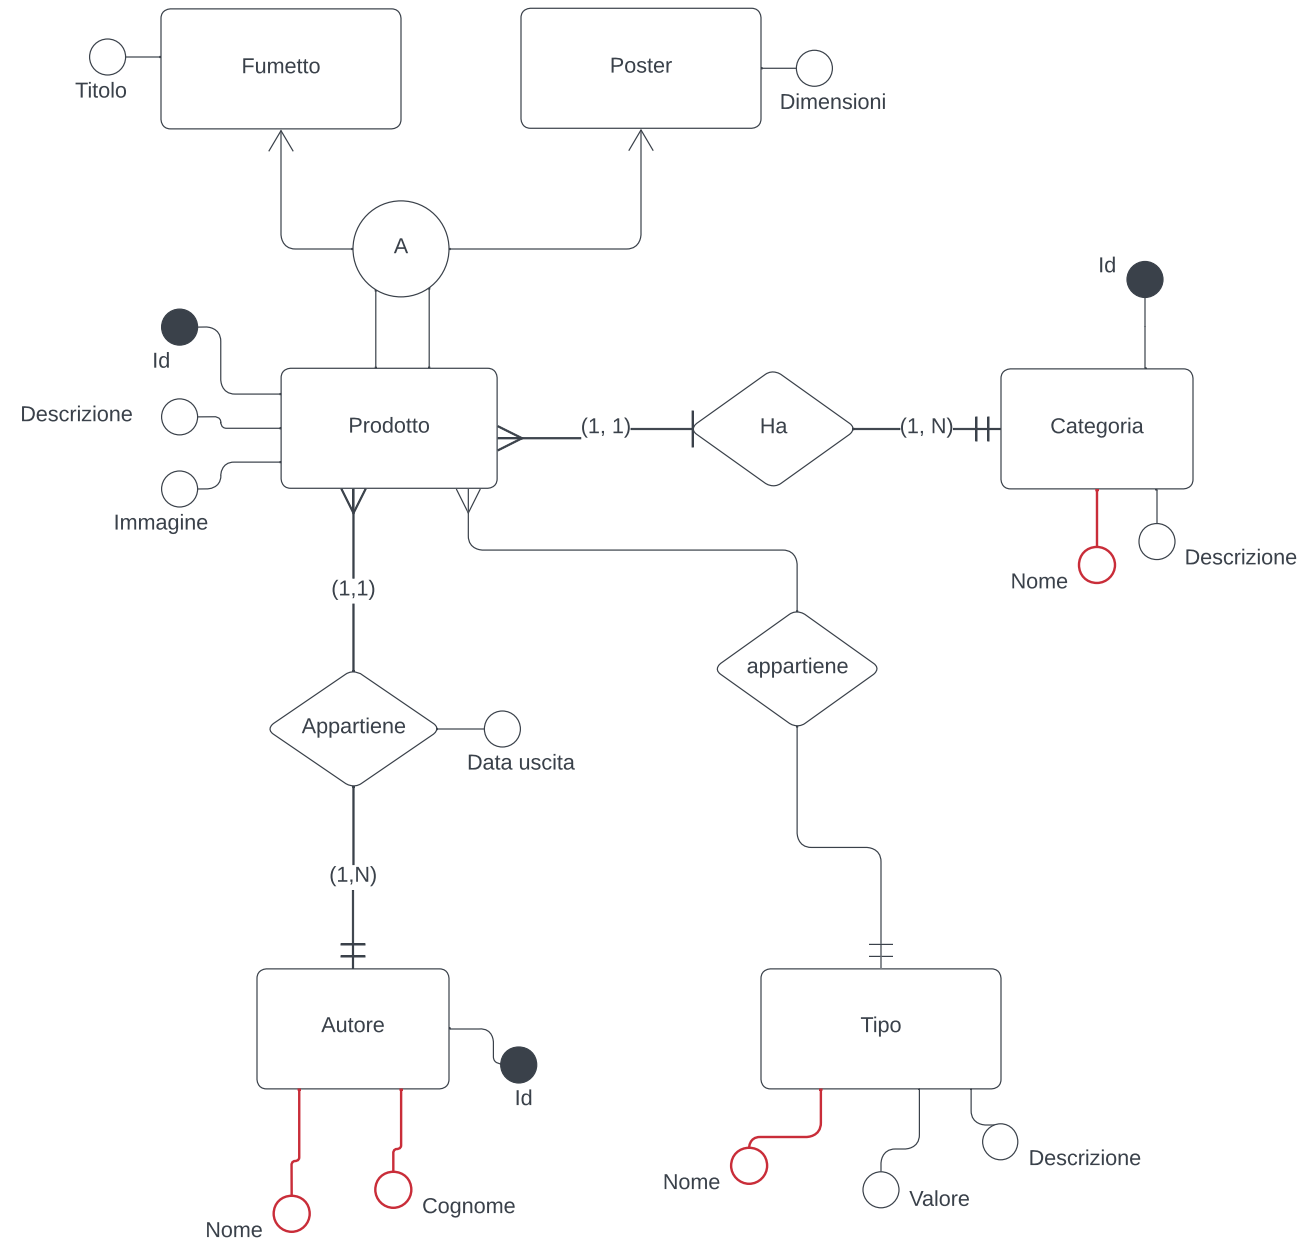 Fumetto
Poster
Titolo
Dimensioni
A
Id
Id
Descrizione
Prodotto
(1, 1)
Ha
(1, N)
Categoria
Immagine
Nome
Descrizione
(1,1)
appartiene
Appartiene
Data uscita
(1,N)
Autore
Tipo
Id
Nome
Cognome
Nome
Valore
Descrizione